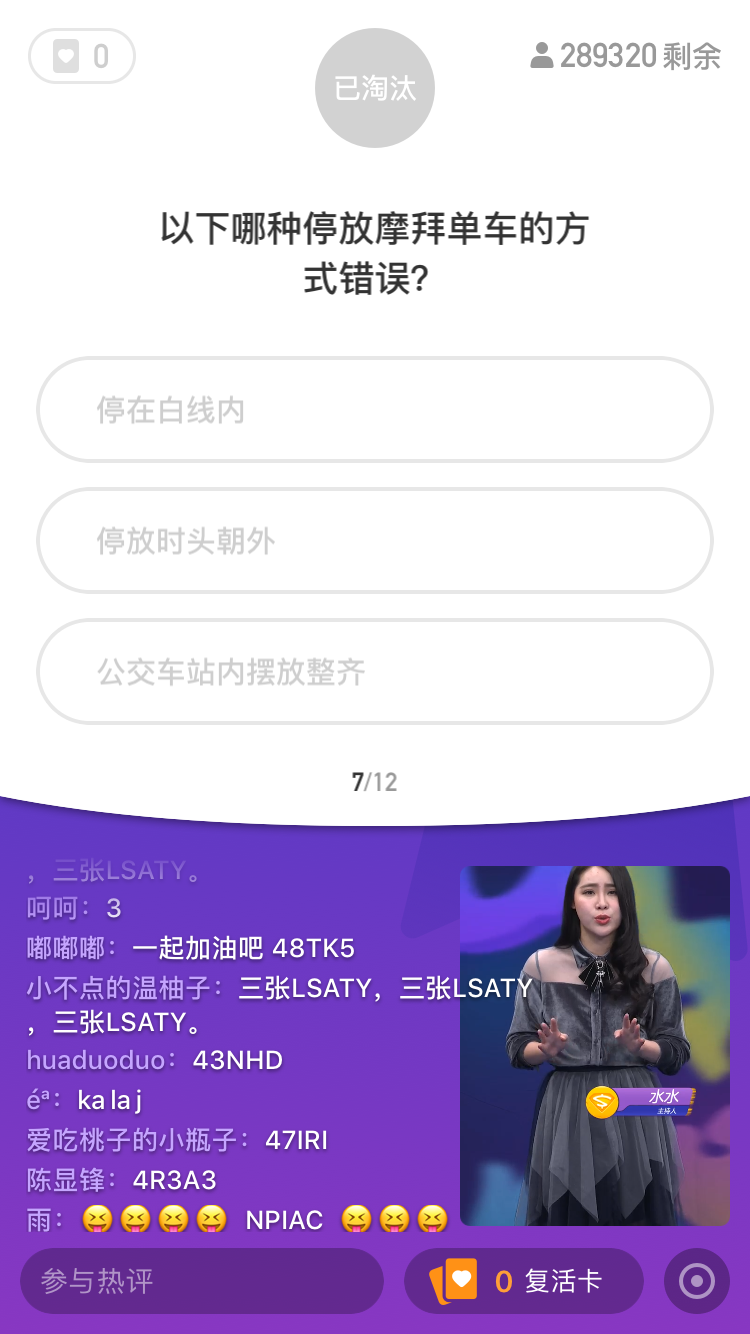 0
已淘汰
289320 剩余
以下哪种停放摩拜单车的方
式错误?
停在白线内
停放时头朝外
公交车站内摆放整齐
7/12
，三张LSATY。
呵呵：3
嘟嘟嘟：一起加油吧 48TK5
小不点的温柚子：三张LSATY，三张LSATY
，三张LSATY。
huaduoduo：43NHD
éª：ka la j
爱吃桃子的小瓶子：47IRI
陈显锋：4R3A3
雨：😝😝😝😝 NPIAC 😝😝😝
水水
主持人
参与热评
0 复活卡